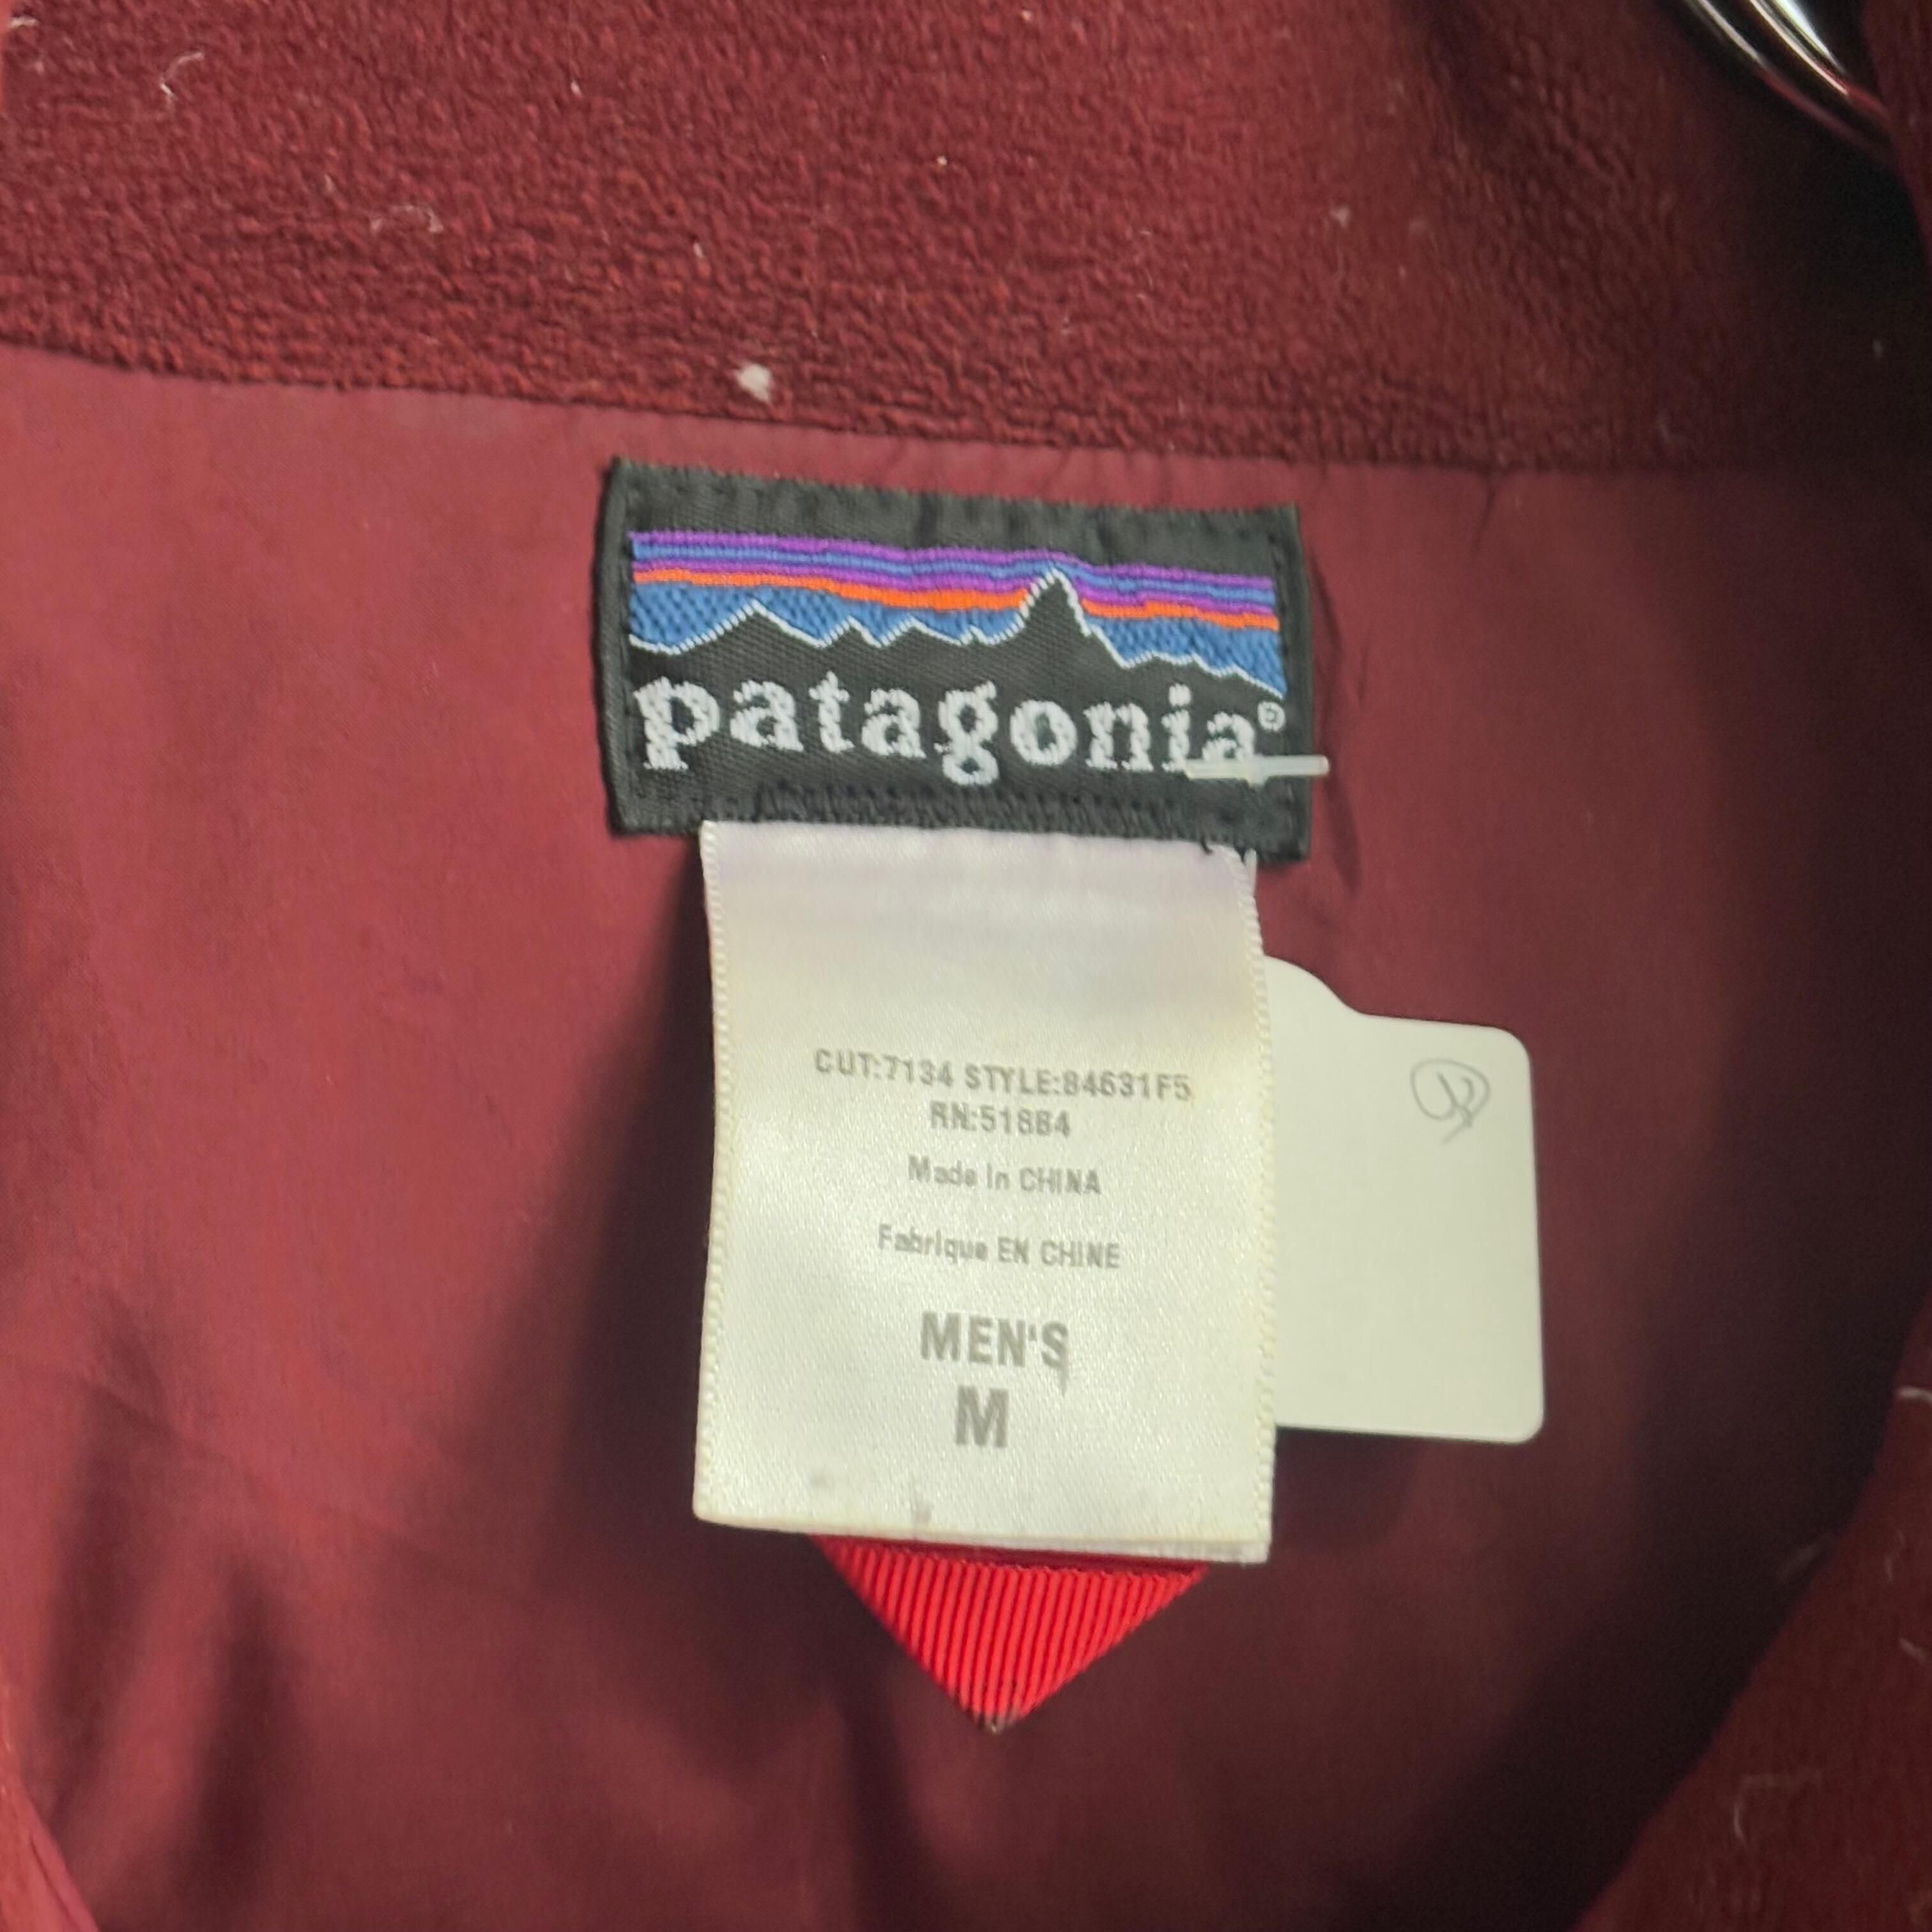 patagonia®
CUT:7134 STYLE:84631F5
RN:51884
Made In CHINA
Fabrique EN CHINE
MEN'S
M